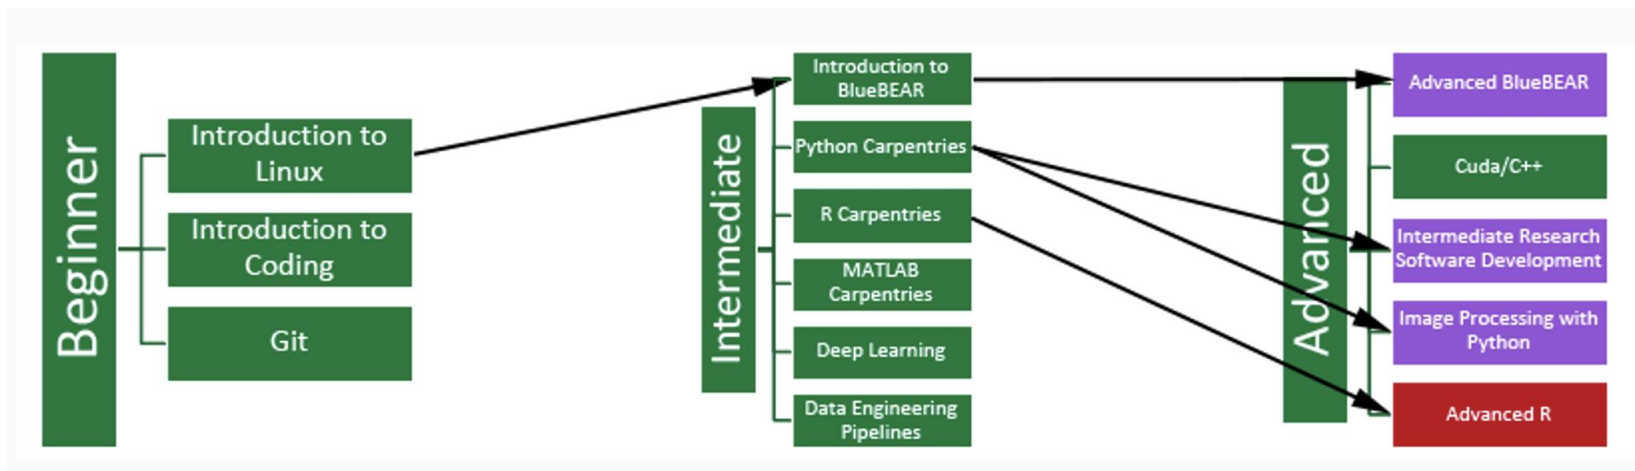 Beginner
Introduction to
Linux
Introduction to
Coding
Git
Intermediate
Introduction to
BlueBEAR
Python Carpentries
R Carpentries
MATLAB
Carpentries
Deep Learning
Data Engineering
Pipelines
Advanced
Advanced BlueBEAR
Cuda/C++
Intermediate Research
Software Development
Image Processing with
Python
Advanced R